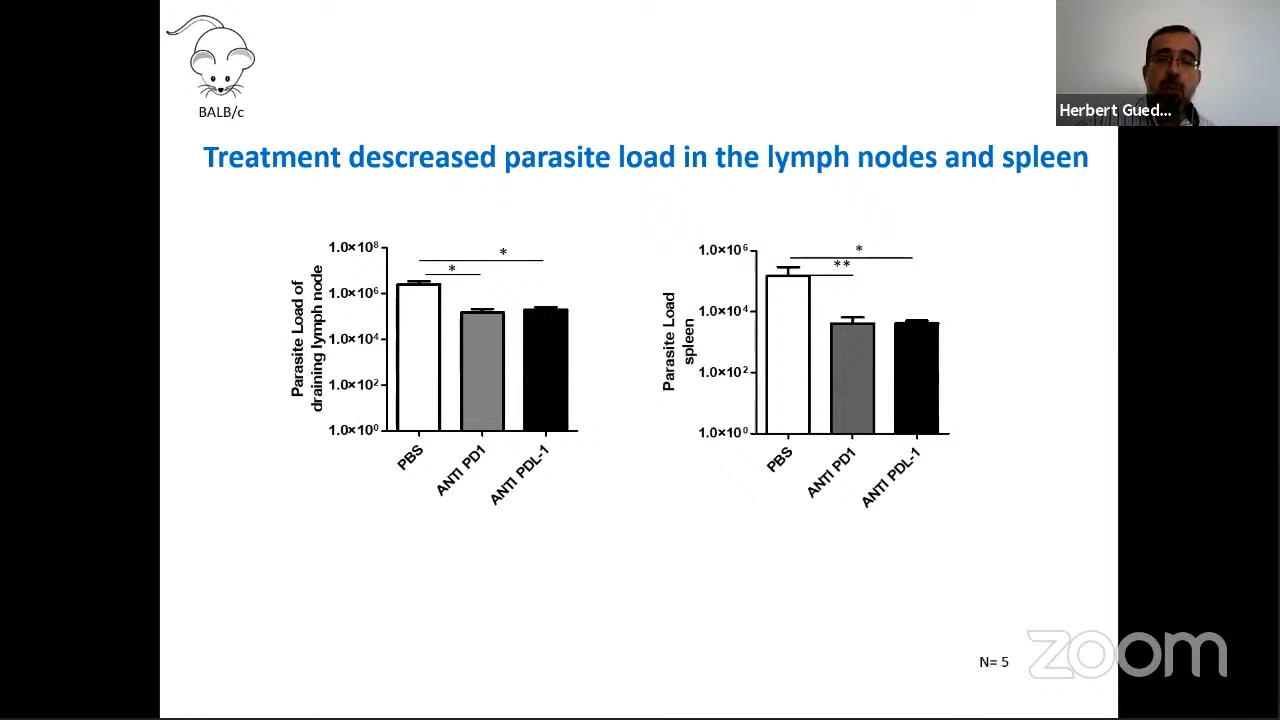 BALB/c
Herbert Gued...
Treatment descreased parasite load in the lymph nodes and spleen
Parasite Load of
draining lymph node
1.0×10⁸
1.0×10⁶
1.0×10⁴
1.0×10²
1.0×10⁰
*
*
PBS
ANTI PD1
ANTI PDL-1
Parasite Load
spleen
1.0×10⁶
1.0×10⁴
1.0×10²
1.0×10⁰
*
**
PBS
ANTI PD1
ANTI PDL-1
N= 5
zoom